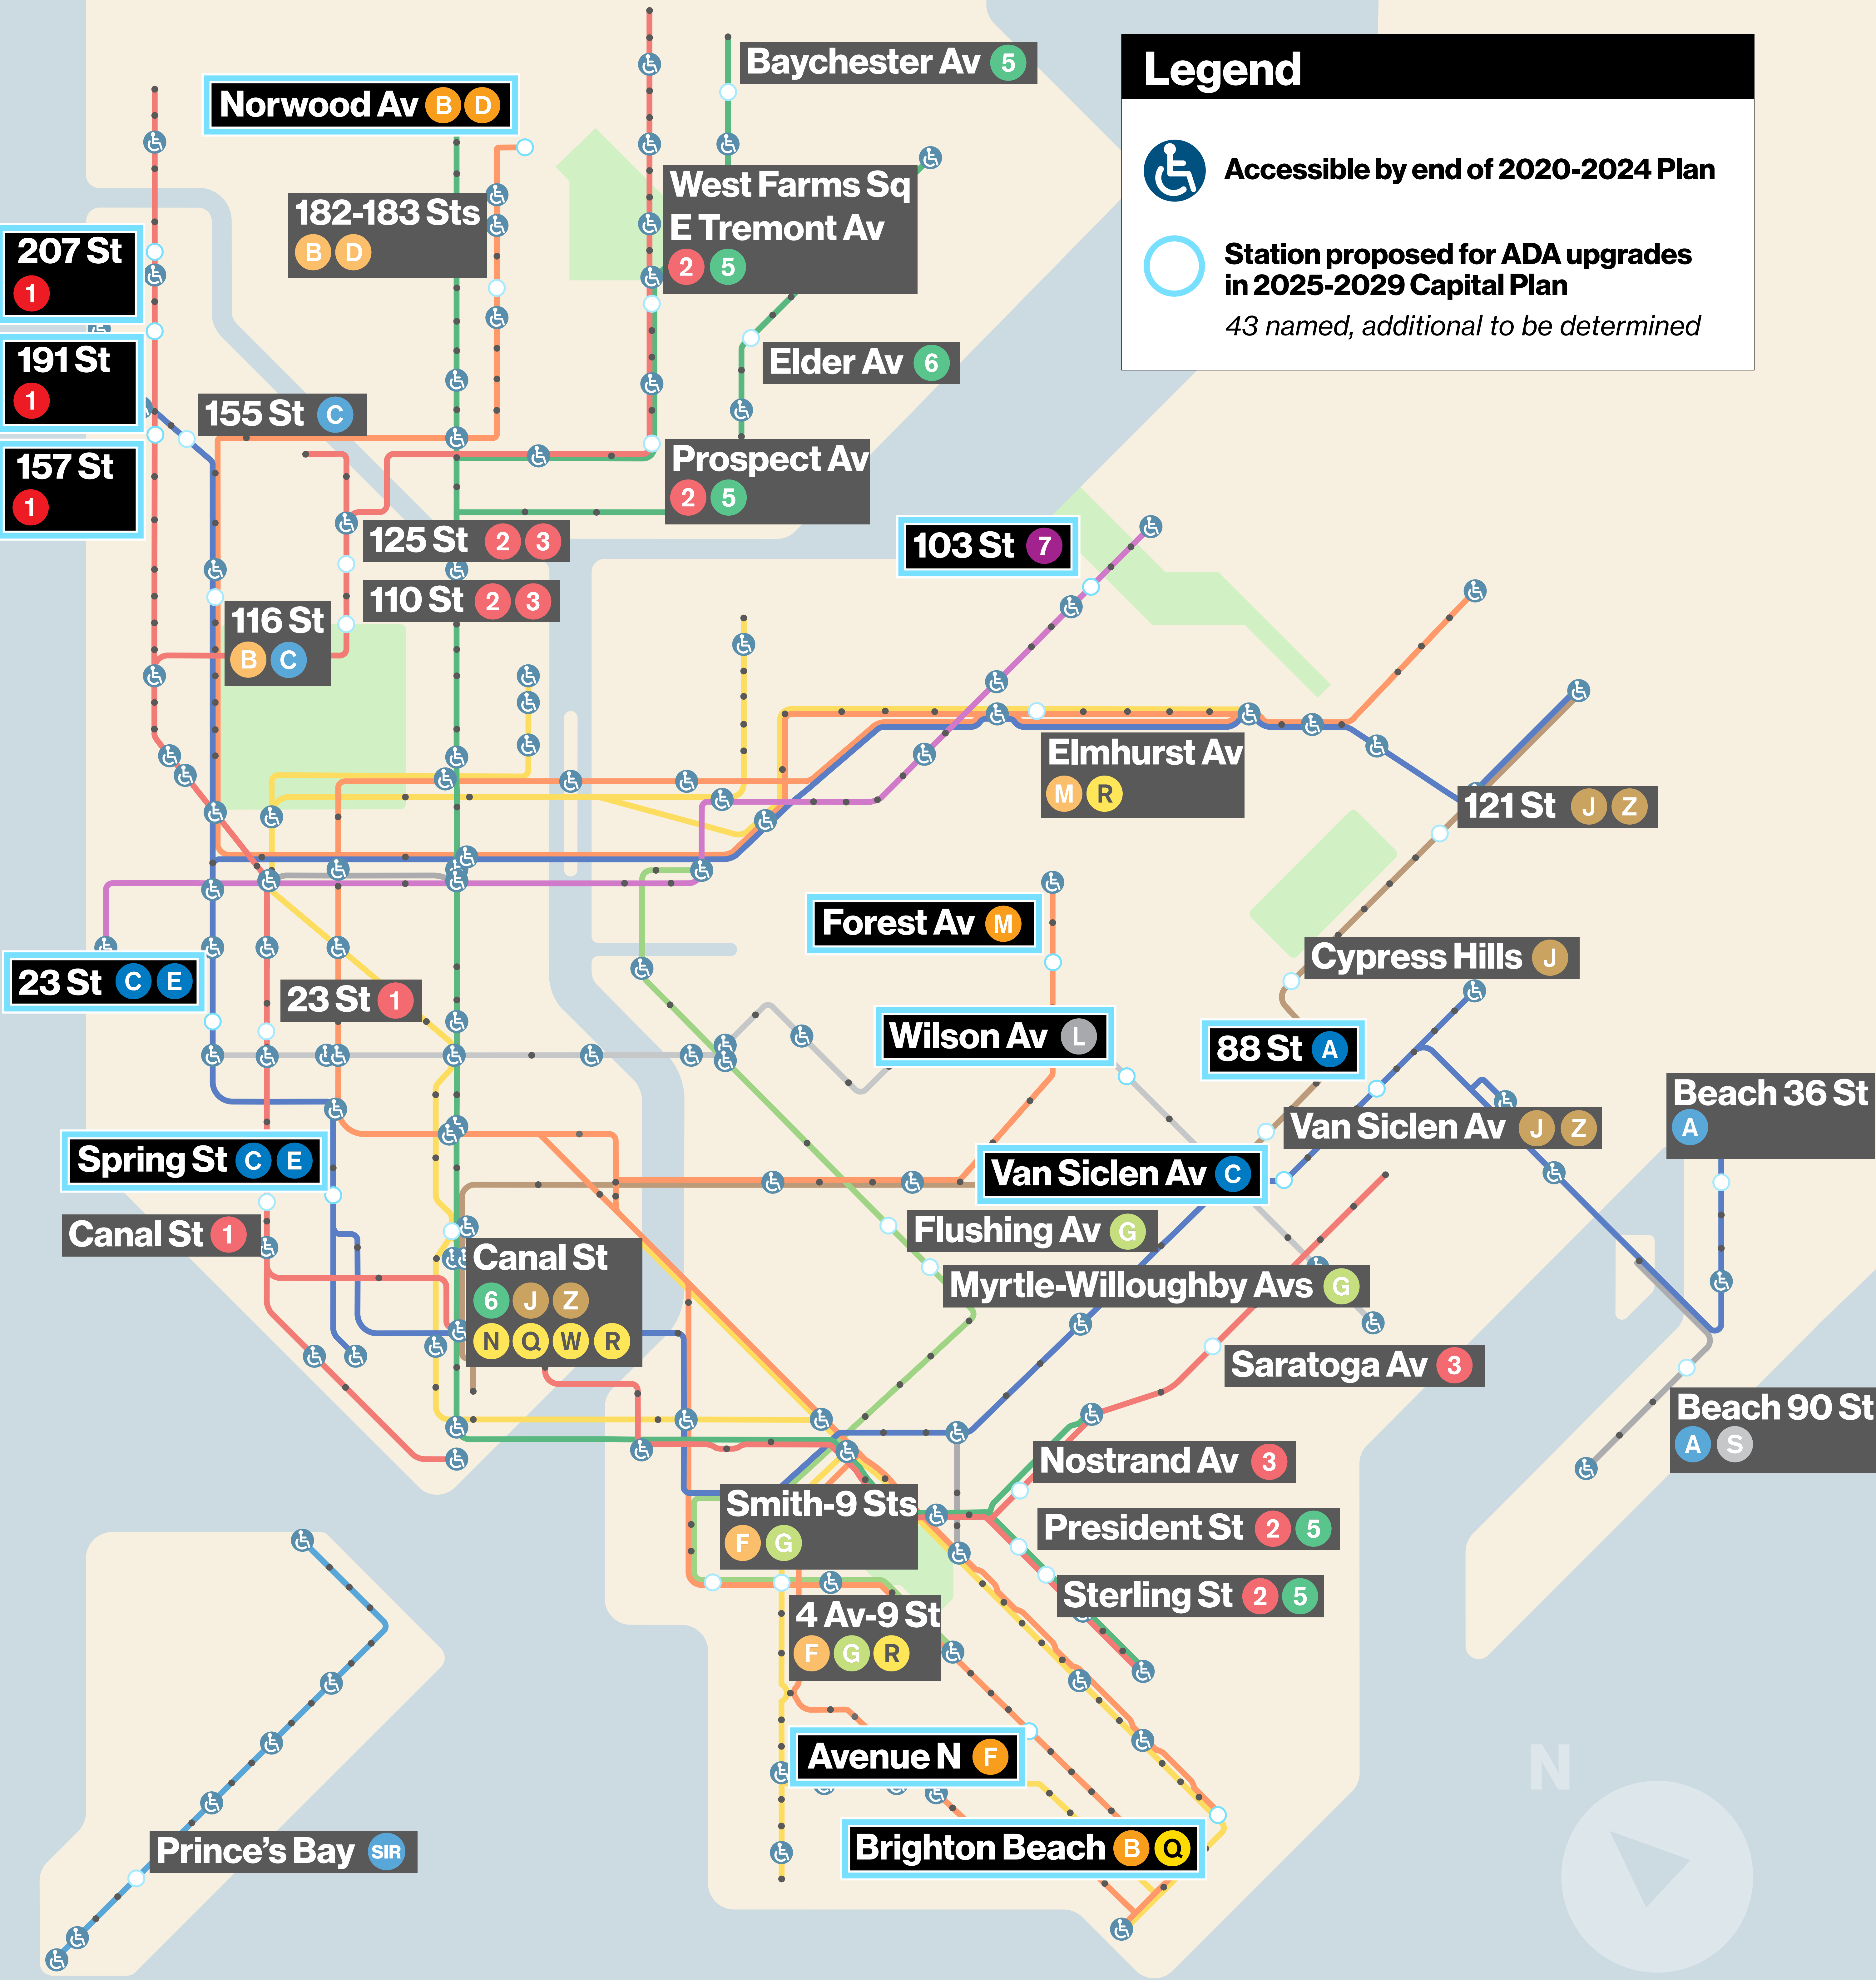 Legend
Accessible by end of 2020-2024 Plan
Station proposed for ADA upgrades
in 2025-2029 Capital Plan
43 named, additional to be determined
Baychester Av 5
Norwood Av B D
West Farms Sq
E Tremont Av
2 5
182-183 Sts
B D
207 St
1
191 St
1
Elder Av 6
155 St C
157 St
1
Prospect Av
2 5
125 St 2 3
103 St 7
110 St 2 3
116 St
B C
Elmhurst Av
M R
121 St J Z
Forest Av M
Cypress Hills J
23 St C E
23 St 1
Wilson Av L
88 St A
Beach 36 St
A
Van Siclen Av J Z
Spring St C E
Van Siclen Av C
Canal St 1
Flushing Av G
Canal St
6 J Z
N Q W R
Myrtle-Willoughby Avs G
Saratoga Av 3
Beach 90 St
A S
Nostrand Av 3
Smith-9 Sts
F G
President St 2 5
Sterling St 2 5
4 Av-9 St
F G R
Avenue N F
N
Brighton Beach B Q
Prince's Bay SIR